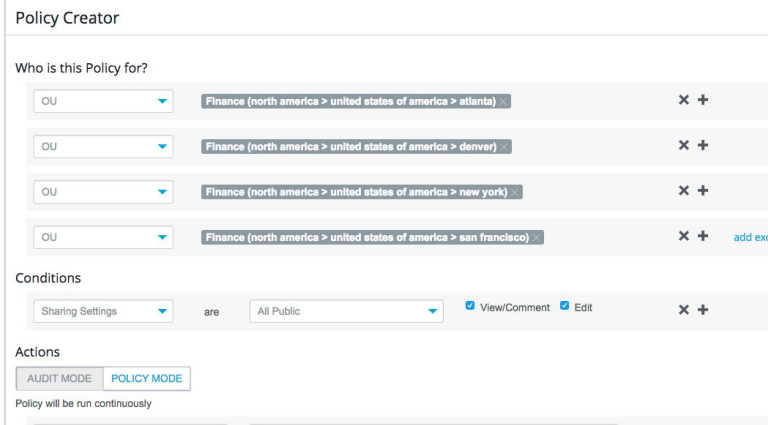 Policy Creator
Who is this Policy for?
OU Finance (north america > united states of america > atlanta)
OU Finance (north america > united states of america > denver)
OU Finance (north america > united states of america > new york)
OU Finance (north america > united states of america > san francisco) add exc
Conditions
Sharing Settings are All Public View/Comment Edit
Actions
AUDIT MODE POLICY MODE
Policy will be run continuously